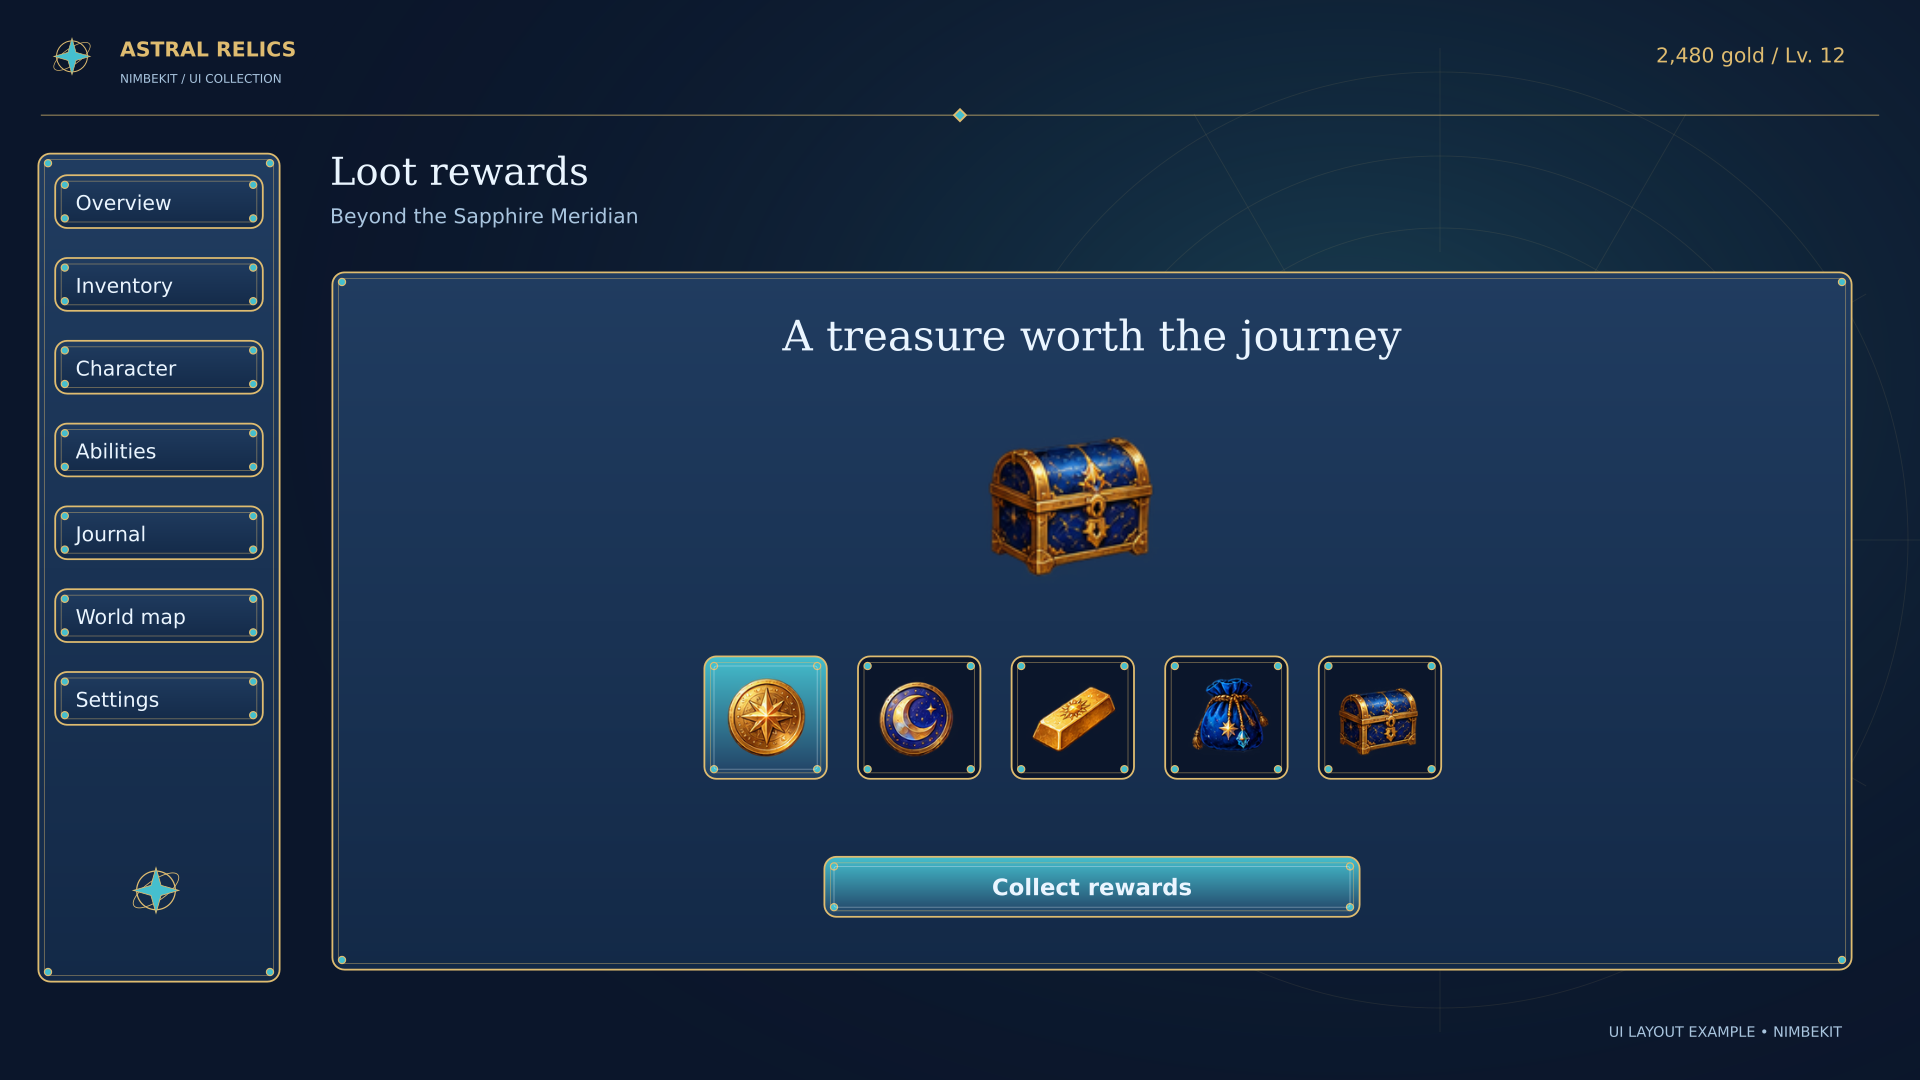 ASTRAL RELICS
NIMBEKIT / UI COLLECTION
2,480 gold / Lv. 12
Overview
Inventory
Character
Abilities
Journal
World map
Settings
Loot rewards
Beyond the Sapphire Meridian
A treasure worth the journey
Collect rewards
UI LAYOUT EXAMPLE • NIMBEKIT